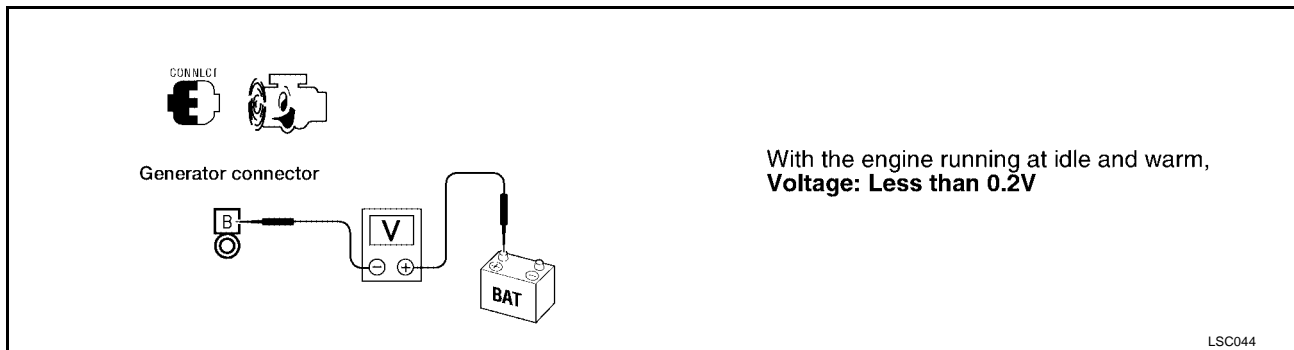 CONNECT
Generator connector
B
V
− +
+ −
BAT
With the engine running at idle and warm,
Voltage: Less than 0.2V
LSC044